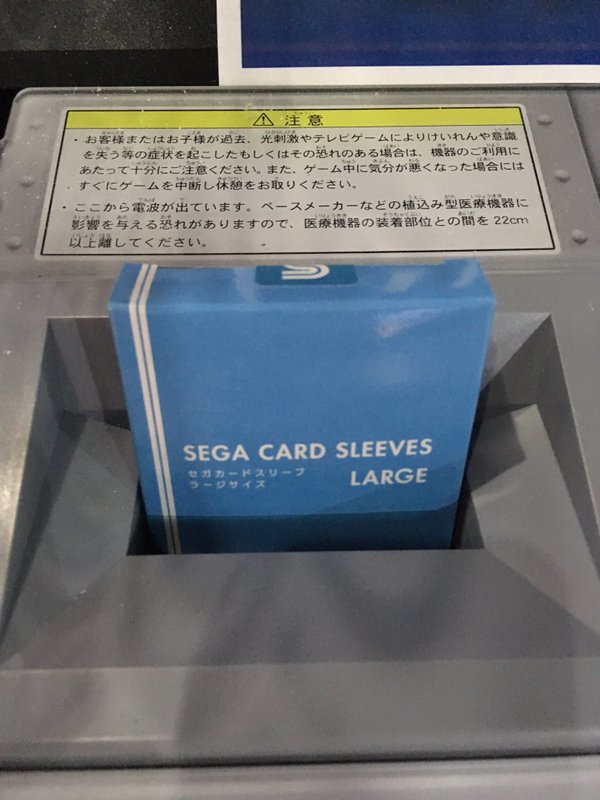 ⚠ 注意
・お客様またはお子様が過去、光刺激やテレビゲームによりけいれんや意識
を失う等の症状を起こしたもしくはその恐れのある場合は、機器のご利用に
あたって十分にご注意ください。また、ゲーム中に気分が悪くなった場合には
すぐにゲームを中断し休憩をお取りください。
・ここから電波が出ています。ペースメーカーなどの植込み型医療機器に
影響を与える恐れがありますので、医療機器の装着部位との間を22cm
以上離してください。
SEGA CARD SLEEVES
セガカードスリーブ
LARGE
ラージサイズ